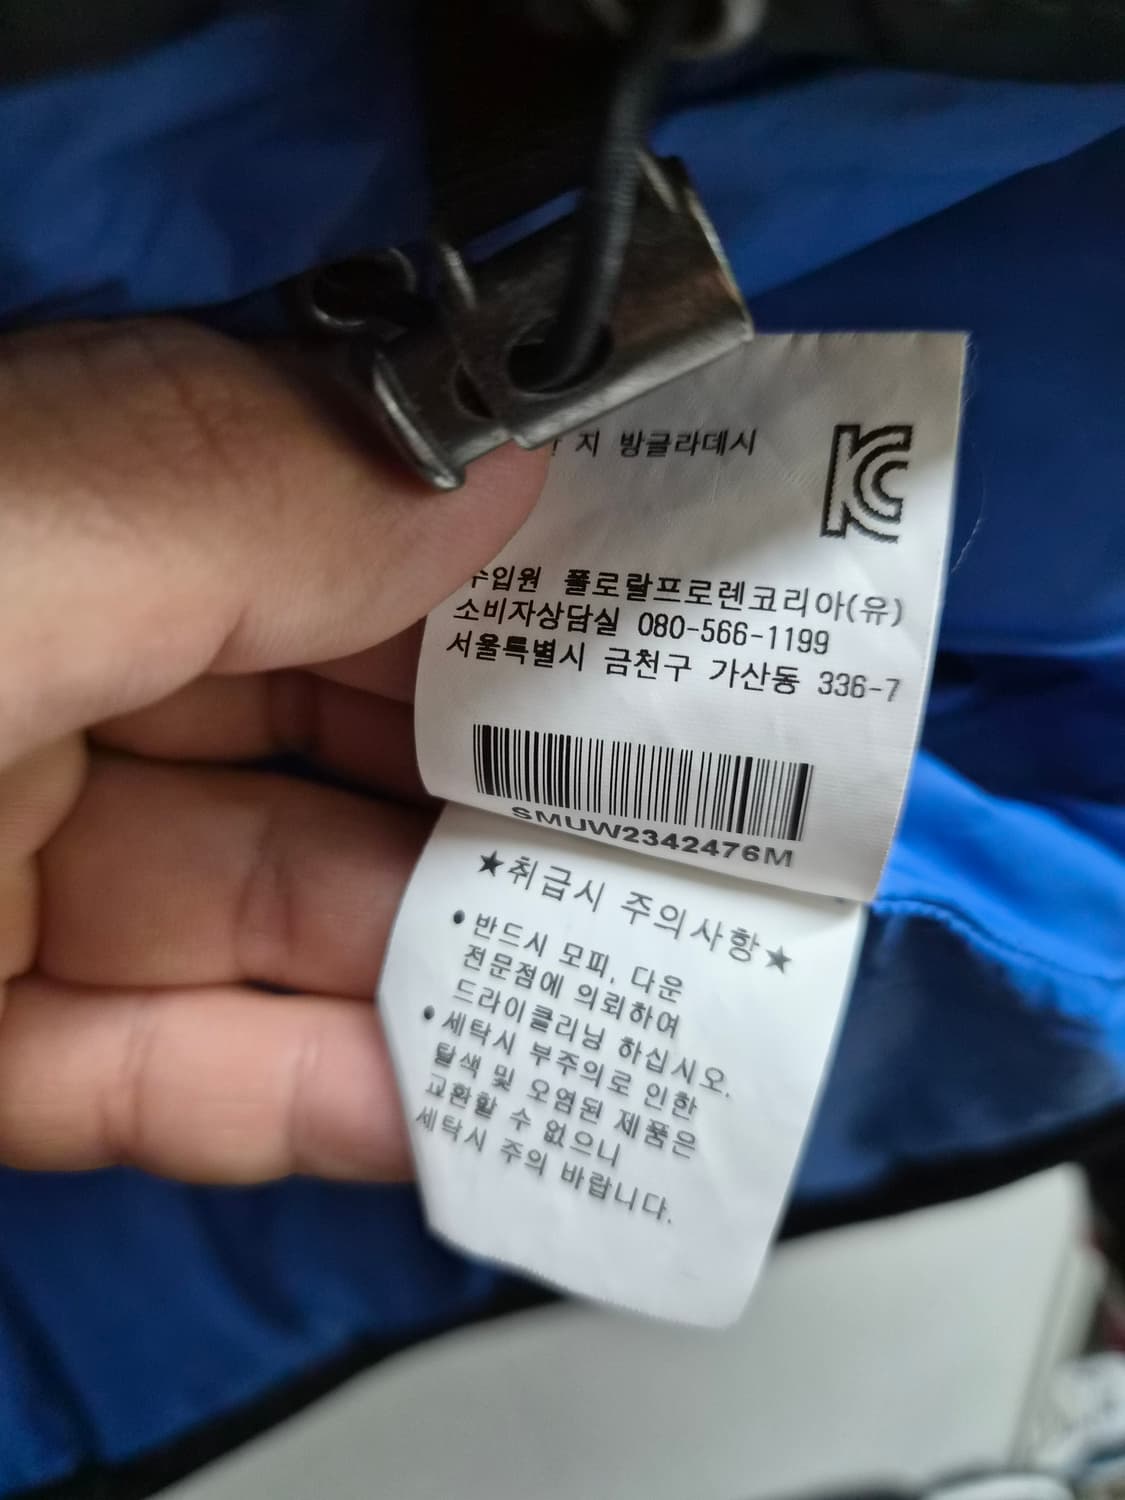 지 방글라데시
KC
수입원 폴로랄프로렌코리아(유)
소비자상담실 080-566-1199
서울특별시 금천구 가산동 336-7
SMUW2342476M
★취급시 주의사항★
• 반드시 모피, 다운
전문점에 의뢰하여
드라이클리닝 하십시오.
• 세탁시 부주의로 인한
탈색 및 오염된 제품은
교환할 수 없으니
세탁시 주의 바랍니다.